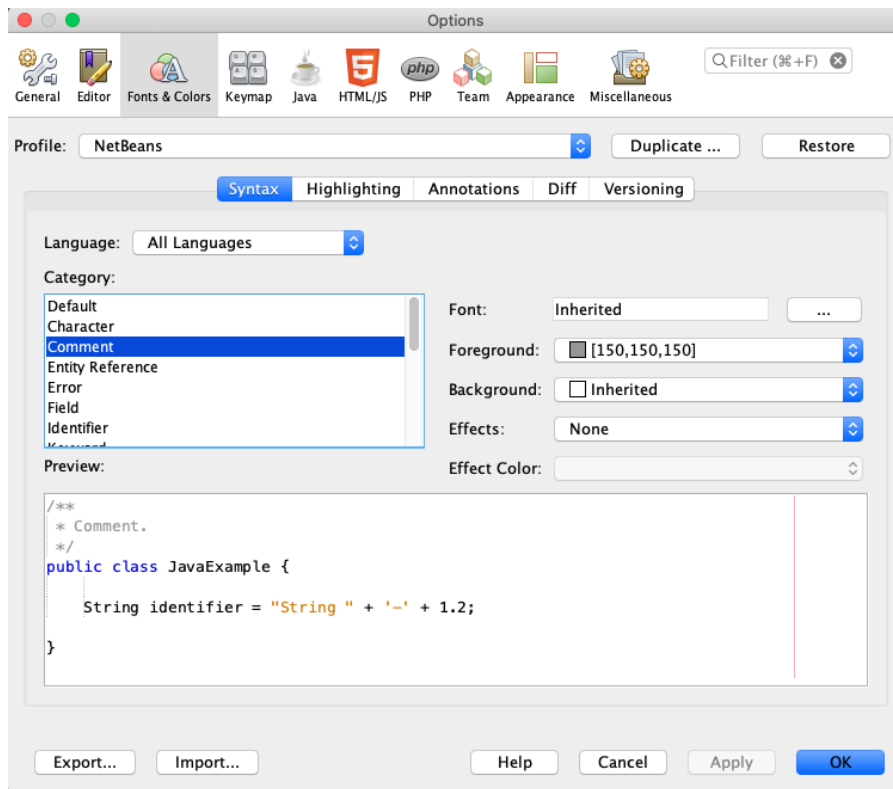 Options
Filter (⌘+F)
General Editor Fonts & Colors Keymap Java HTML/JS PHP Team Appearance Miscellaneous
Profile: NetBeans Duplicate ... Restore
Syntax Highlighting Annotations Diff Versioning
Language: All Languages
Category:
Default
Character
Comment
Entity Reference
Error
Field
Identifier
Keyword
Font: Inherited ...
Foreground: [150,150,150]
Background: Inherited
Effects: None
Effect Color:
Preview:
/**
 * Comment.
 */
public class JavaExample {
    String identifier = "String " + '-' + 1.2;
}
Export... Import... Help Cancel Apply OK